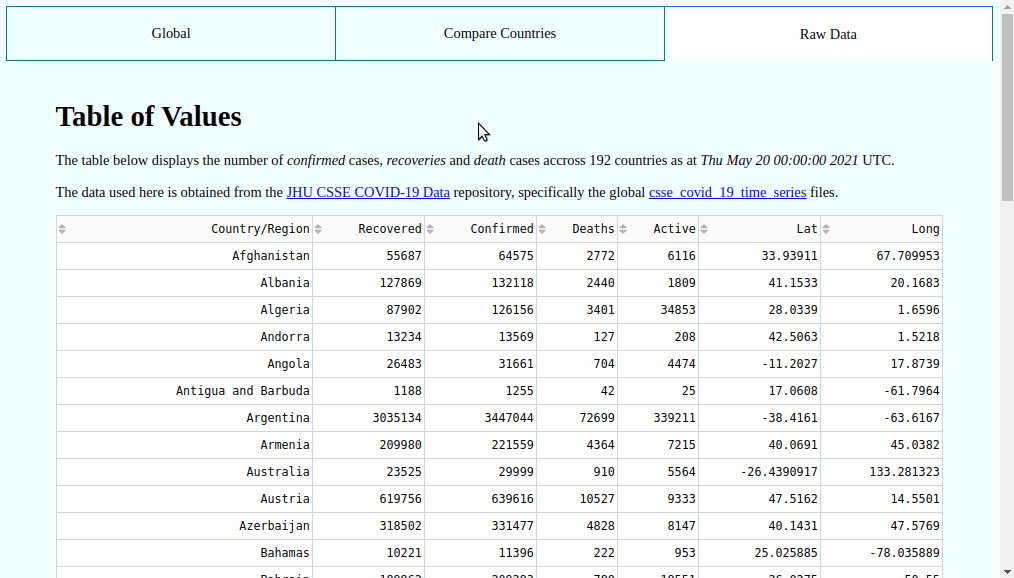 Global Compare Countries Raw Data
Table of Values
The table below displays the number of confirmed cases, recoveries and death cases accross 192 countries as at Thu May 20 00:00:00 2021 UTC.
The data used here is obtained from the JHU CSSE COVID-19 Data repository, specifically the global csse_covid_19_time_series files.
Country/Region Recovered Confirmed Deaths Active Lat Long
Afghanistan 55687 64575 2772 6116 33.93911 67.709953
Albania 127869 132118 2440 1809 41.1533 20.1683
Algeria 87902 126156 3401 34853 28.0339 1.6596
Andorra 13234 13569 127 208 42.5063 1.5218
Angola 26483 31661 704 4474 -11.2027 17.8739
Antigua and Barbuda 1188 1255 42 25 17.0608 -61.7964
Argentina 3035134 3447044 72699 339211 -38.4161 -63.6167
Armenia 209980 221559 4364 7215 40.0691 45.0382
Australia 23525 29999 910 5564 -26.4390917 133.281323
Austria 619756 639616 10527 9333 47.5162 14.5501
Azerbaijan 318502 331477 4828 8147 40.1431 47.5769
Bahamas 10221 11396 222 953 25.025885 -78.035889